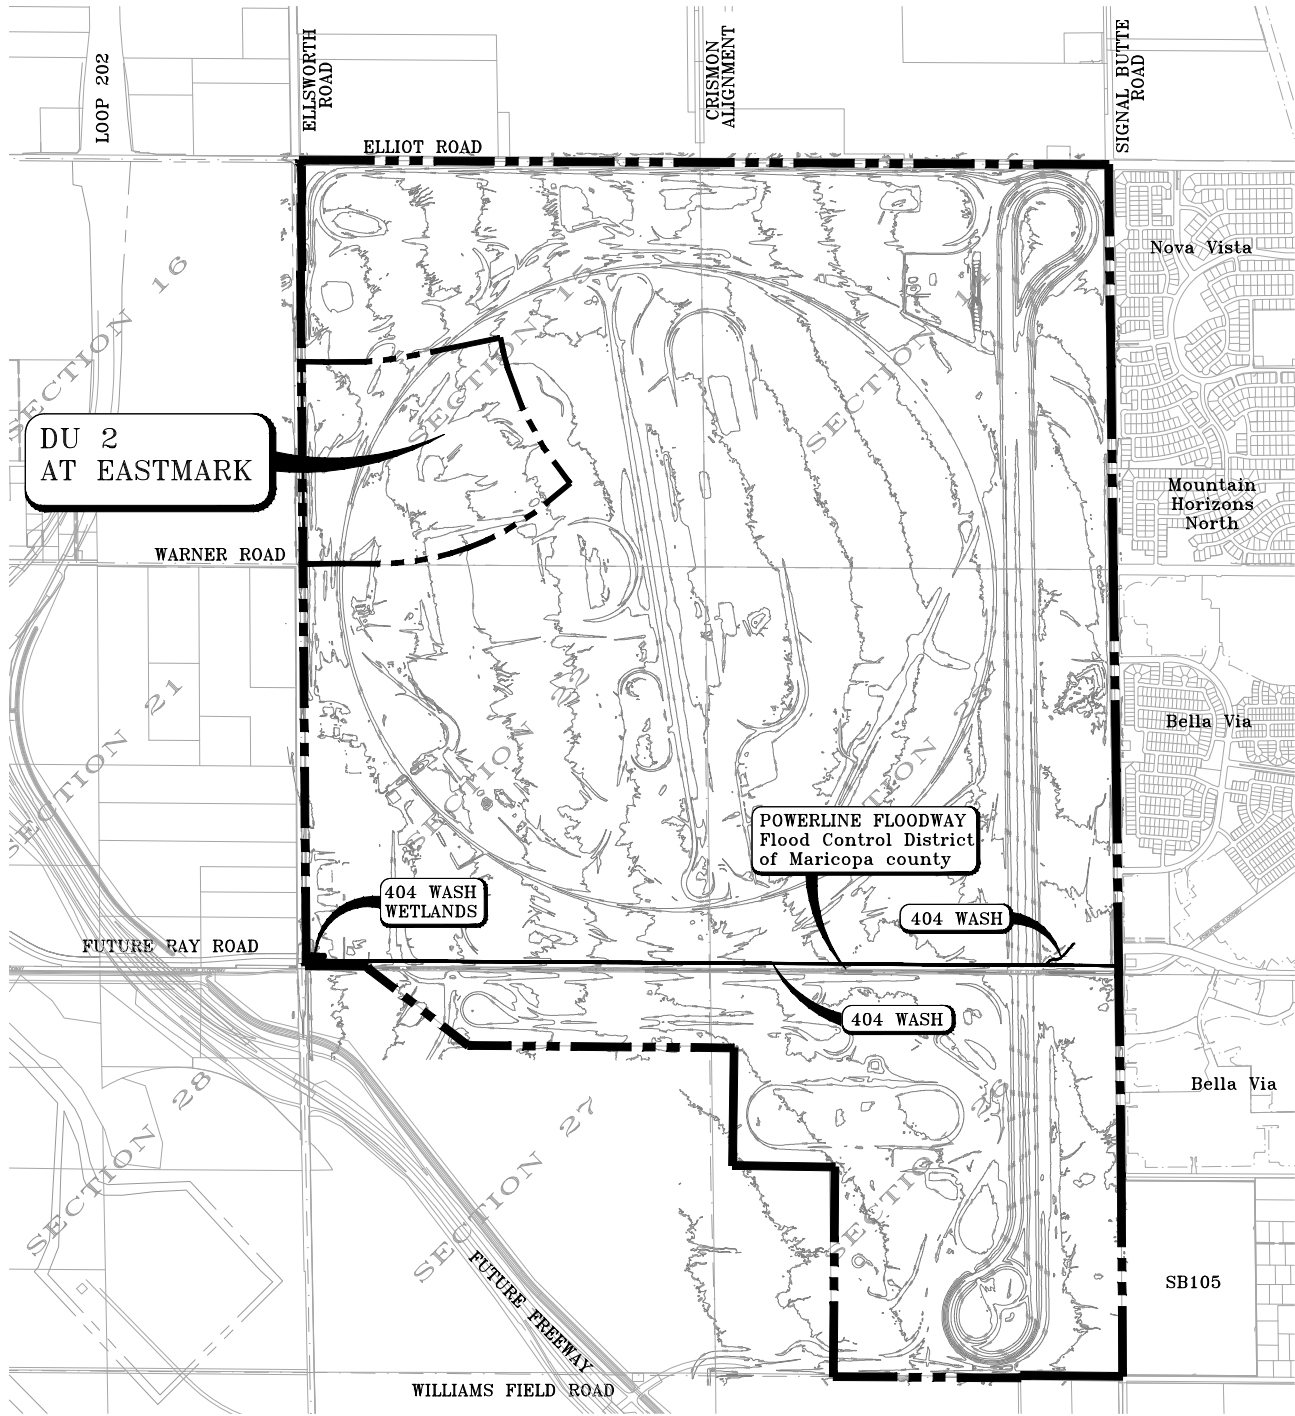 LOOP 202
ELLSWORTH
ROAD
CRISMON
ALIGNMENT
SIGNAL BUTTE
ROAD
ELLIOT ROAD
Nova Vista
SECTION 16
SECTION 15
SECTION 14
DU 2
AT EASTMARK
Mountain
Horizons
North
WARNER ROAD
SECTION 21
SECTION 22
SECTION 23
Bella Via
POWERLINE FLOODWAY
Flood Control District
of Maricopa county
404 WASH
WETLANDS
404 WASH
FUTURE RAY ROAD
404 WASH
SECTION 28
SECTION 27
SECTION 26
Bella Via
FUTURE FREEWAY
SB105
WILLIAMS FIELD ROAD